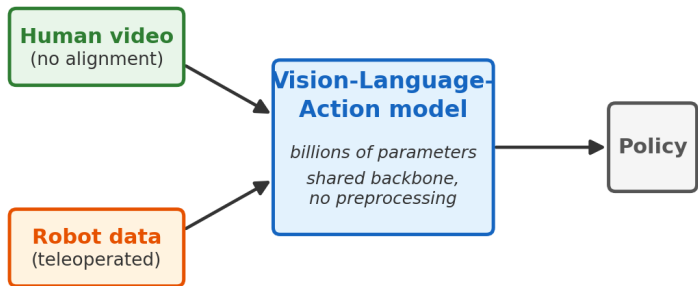 Human video
(no alignment)
Vision-Language-
Action model
billions of parameters
shared backbone,
no preprocessing
Policy
Robot data
(teleoperated)